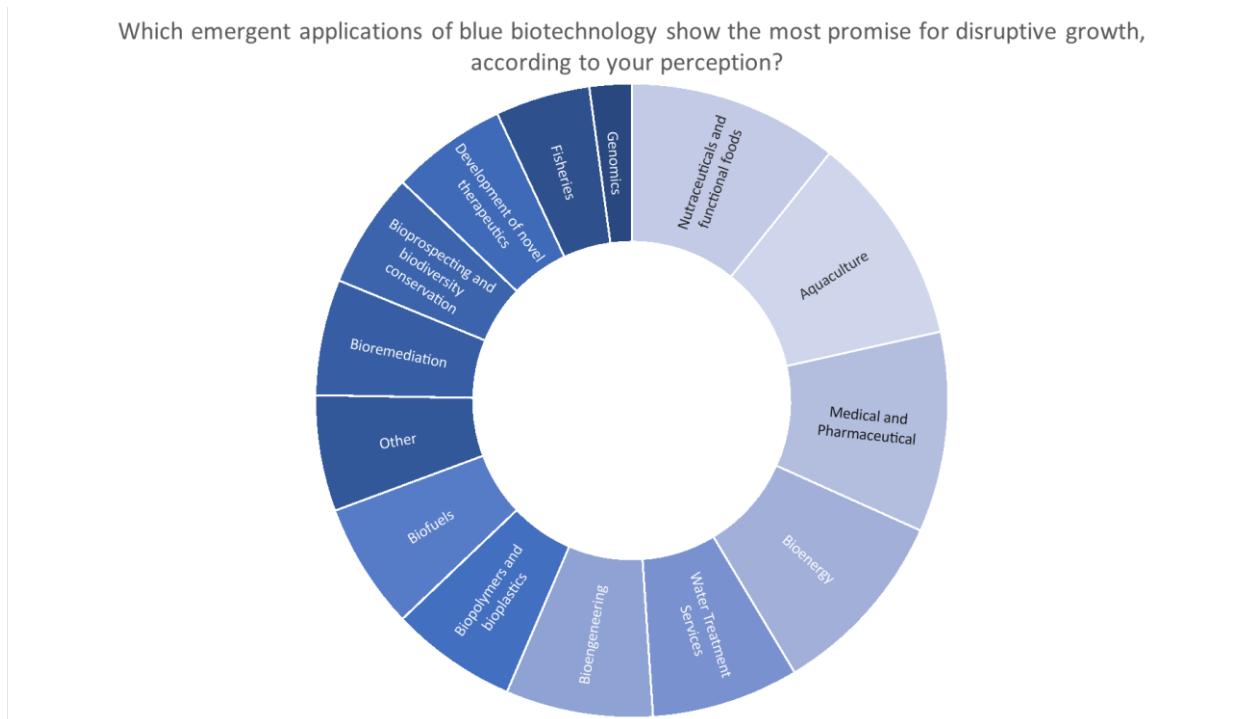 Which emergent applications of blue biotechnology show the most promise for disruptive growth,
according to your perception?
Nutraceuticals and
functional foods
Aquaculture
Medical and
Pharmaceutical
Bioenergy
Water Treatment
Services
Bioengeneering
Biopolymers and
bioplastics
Biofuels
Other
Bioremediation
Bioprospecting and
biodiversity
conservation
Development of novel
therapeutics
Fisheries
Genomics